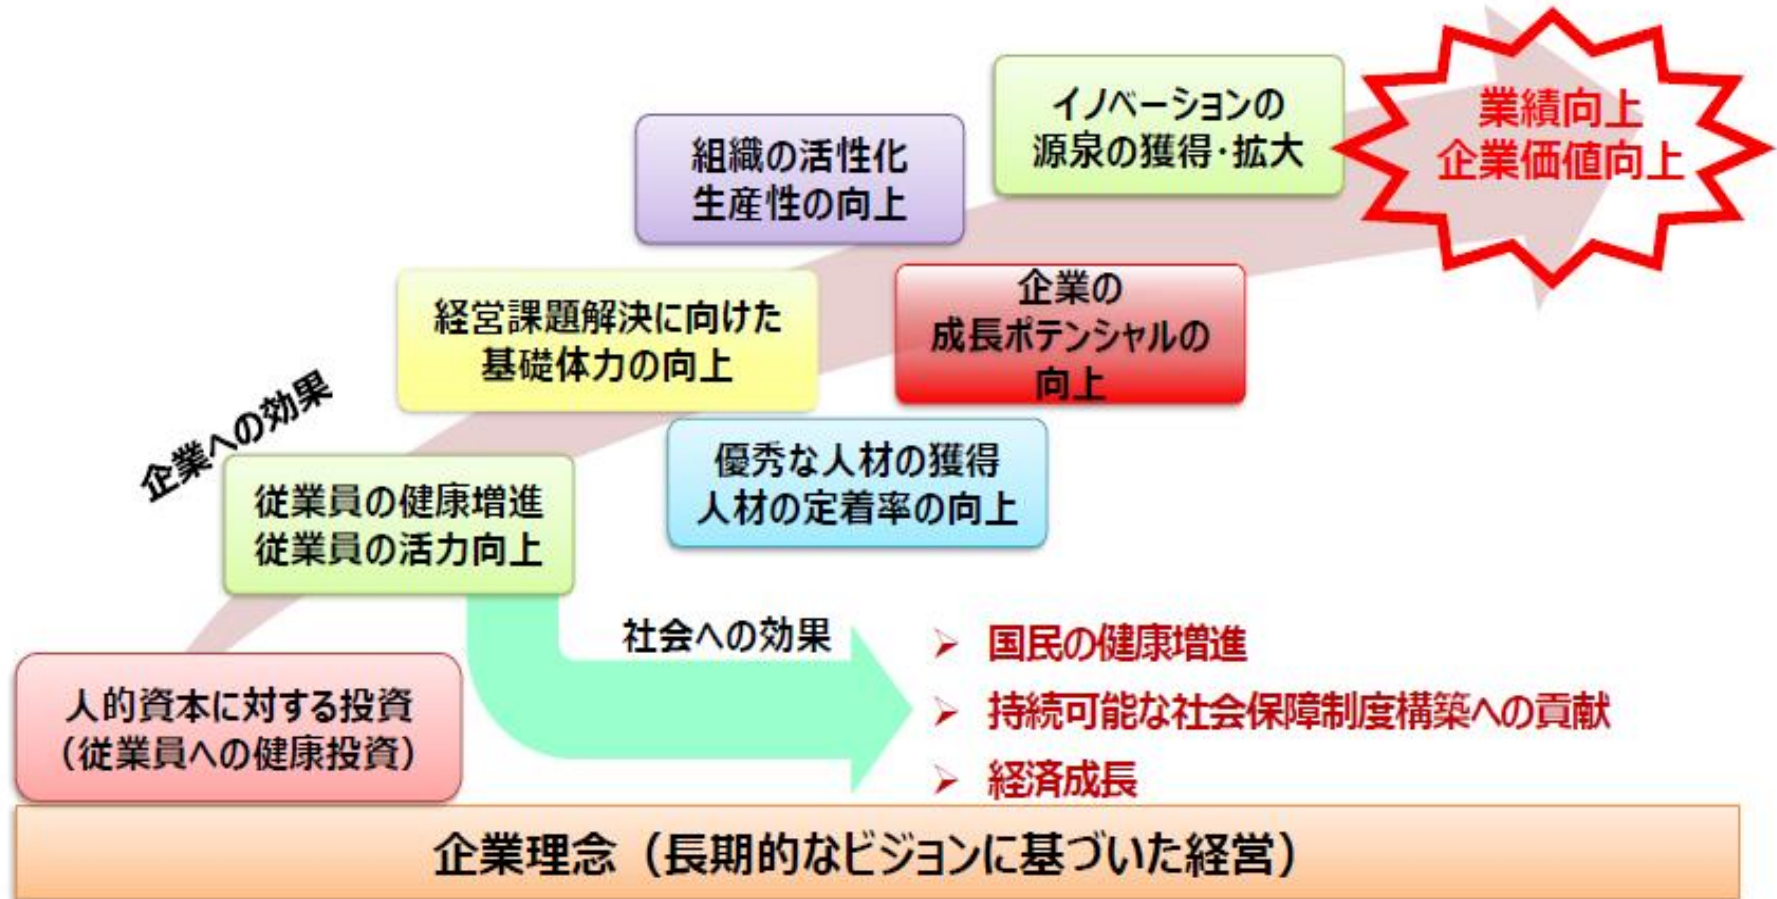 イノベーションの
源泉の獲得・拡大
業績向上
企業価値向上
組織の活性化
生産性の向上
経営課題解決に向けた
基礎体力の向上
企業の
成長ポテンシャルの
向上
企業への効果
優秀な人材の獲得
人材の定着率の向上
従業員の健康増進
従業員の活力向上
社会への効果
➢ 国民の健康増進
➢ 持続可能な社会保障制度構築への貢献
➢ 経済成長
人的資本に対する投資
（従業員への健康投資）
企業理念（長期的なビジョンに基づいた経営）